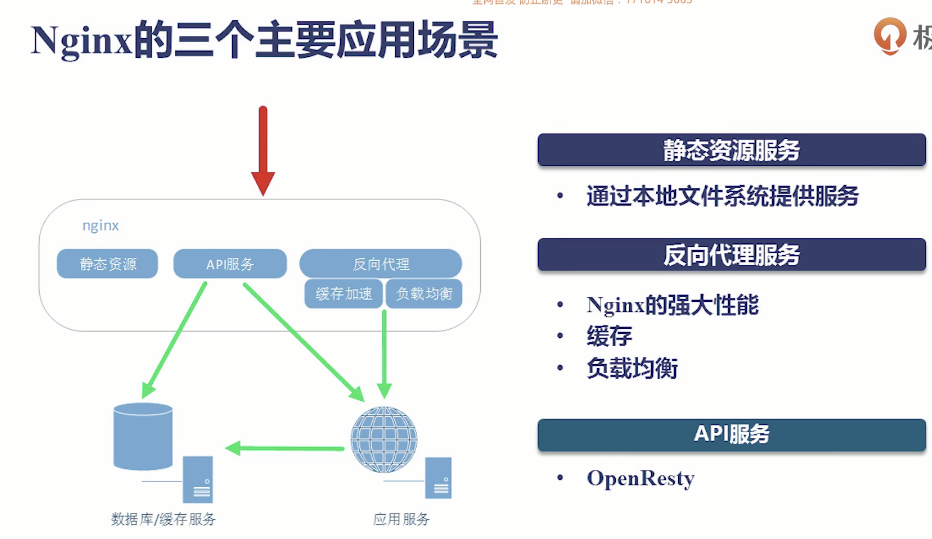 Nginx的三个主要应用场景
静态资源服务
• 通过本地文件系统提供服务
nginx
静态资源
API服务
反向代理
缓存加速
负载均衡
反向代理服务
• Nginx的强大性能
• 缓存
• 负载均衡
API服务
• OpenResty
数据库/缓存服务
应用服务